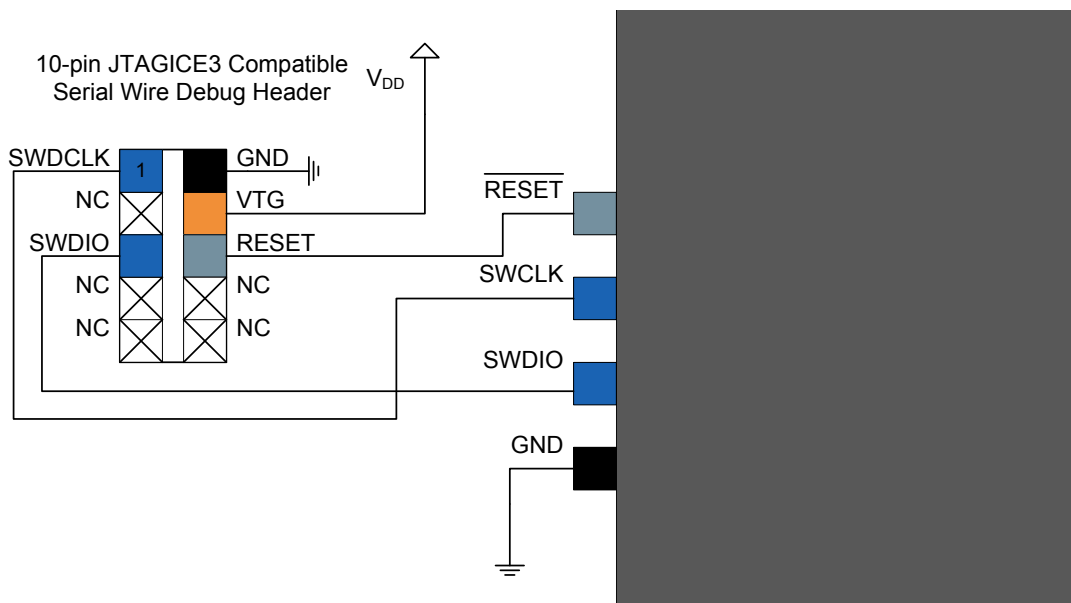 10-pin JTAGICE3 Compatible
Serial Wire Debug Header
VDD
SWDCLK
1
GND
NC
VTG
SWDIO
RESET
NC
NC
NC
NC
RESET
SWCLK
SWDIO
GND